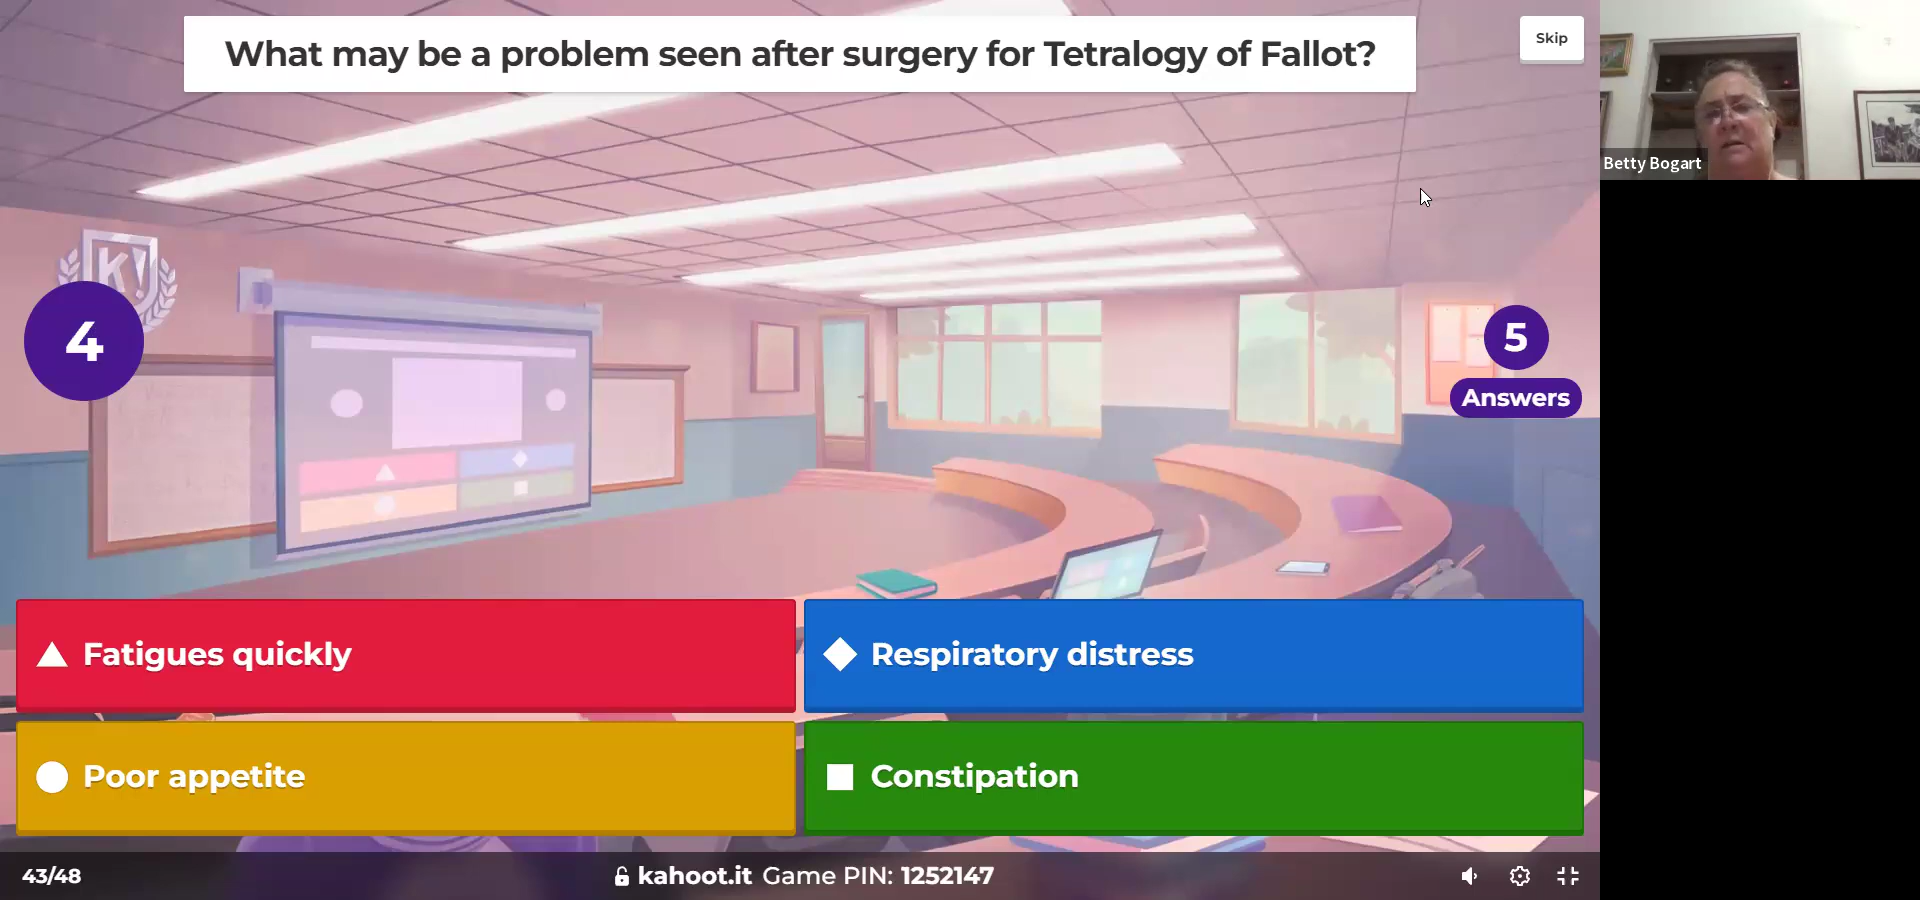 What may be a problem seen after surgery for Tetralogy of Fallot?
Skip
Betty Bogart
K!
4
5
Answers
Fatigues quickly
Respiratory distress
Poor appetite
Constipation
43/48
kahoot.it Game PIN: 1252147